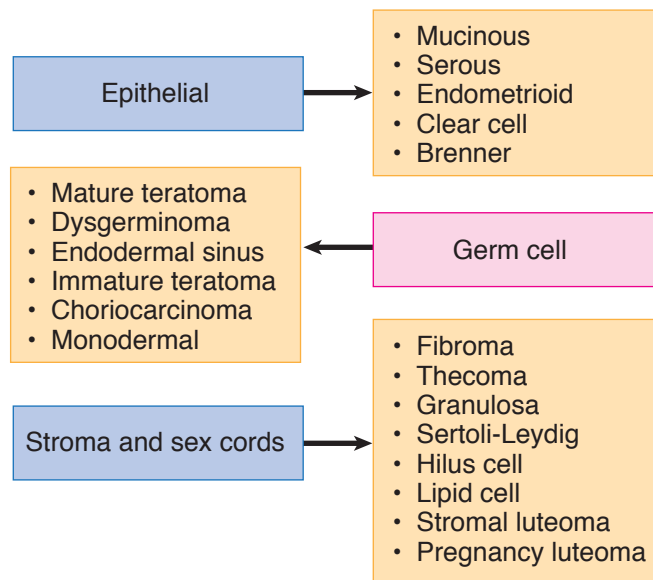 Epithelial
• Mucinous
• Serous
• Endometrioid
• Clear cell
• Brenner
• Mature teratoma
• Dysgerminoma
• Endodermal sinus
• Immature teratoma
• Choriocarcinoma
• Monodermal
Germ cell
Stroma and sex cords
• Fibroma
• Thecoma
• Granulosa
• Sertoli-Leydig
• Hilus cell
• Lipid cell
• Stromal luteoma
• Pregnancy luteoma